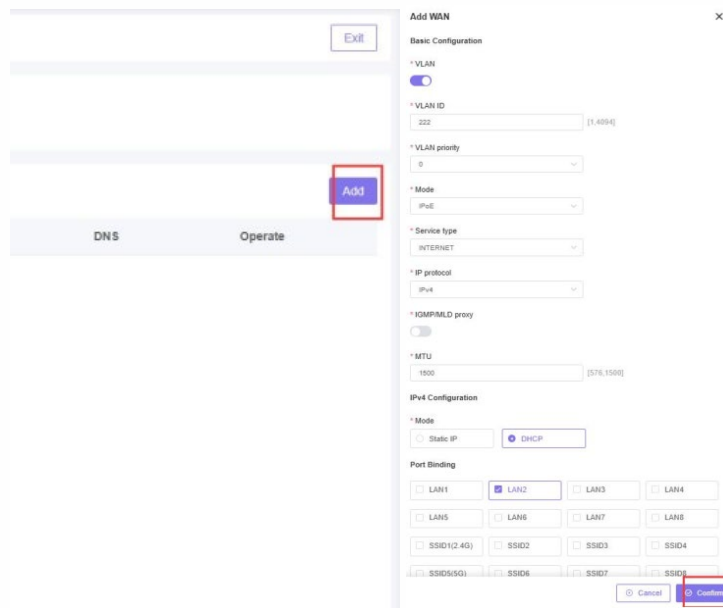 Exit
Add
DNS Operate
Add WAN
Basic Configuration
* VLAN
* VLAN ID
222 [1,4094]
* VLAN priority
0
* Mode
IPoE
* Service type
INTERNET
* IP protocol
IPv4
* IGMP/MLD proxy
* MTU
1500 [576,1500]
IPv4 Configuration
* Mode
Static IP DHCP
Port Binding
LAN1 LAN2 LAN3 LAN4
LAN5 LAN6 LAN7 LAN8
SSID1(2.4G) SSID2 SSID3 SSID4
SSID5(5G) SSID6 SSID7 SSID8
Cancel Confirm